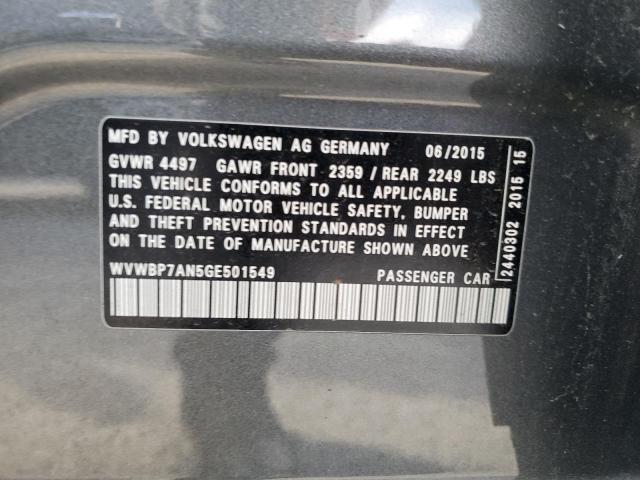 MFD BY VOLKSWAGEN AG GERMANY 06/2015
GVWR 4497 GAWR FRONT 2359 / REAR 2249 LBS
THIS VEHICLE CONFORMS TO ALL APPLICABLE
U.S. FEDERAL MOTOR VEHICLE SAFETY, BUMPER
AND THEFT PREVENTION STANDARDS IN EFFECT
ON THE DATE OF MANUFACTURE SHOWN ABOVE
WVWBP7AN5GE501549 PASSENGER CAR
2440302 2015 15